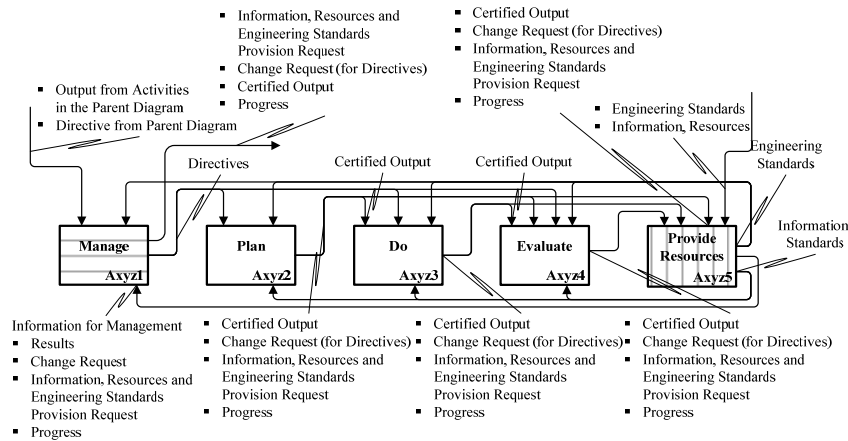 ▪ Information, Resources and
Engineering Standards
Provision Request
▪ Change Request (for Directives)
▪ Certified Output
▪ Progress
▪ Certified Output
▪ Change Request (for Directives)
▪ Information, Resources and
Engineering Standards
Provision Request
▪ Progress
▪ Output from Activities
in the Parent Diagram
▪ Directive from Parent Diagram
▪ Engineering Standards
▪ Information, Resources
Directives
Certified Output
Certified Output
Engineering
Standards
Manage
Axyz1
Plan
Axyz2
Do
Axyz3
Evaluate
Axyz4
Provide
Resources
Axyz5
Information
Standards
Information for Management
▪ Results
▪ Change Request
▪ Information, Resources and
Engineering Standards
Provision Request
▪ Progress
▪ Certified Output
▪ Change Request (for Directives)
▪ Information, Resources and
Engineering Standards
Provision Request
▪ Progress
▪ Certified Output
▪ Change Request (for Directives)
▪ Information, Resources and
Engineering Standards
Provision Request
▪ Progress
▪ Certified Output
▪ Change Request (for Directives)
▪ Information, Resources and
Engineering Standards
Provision Request
▪ Progress